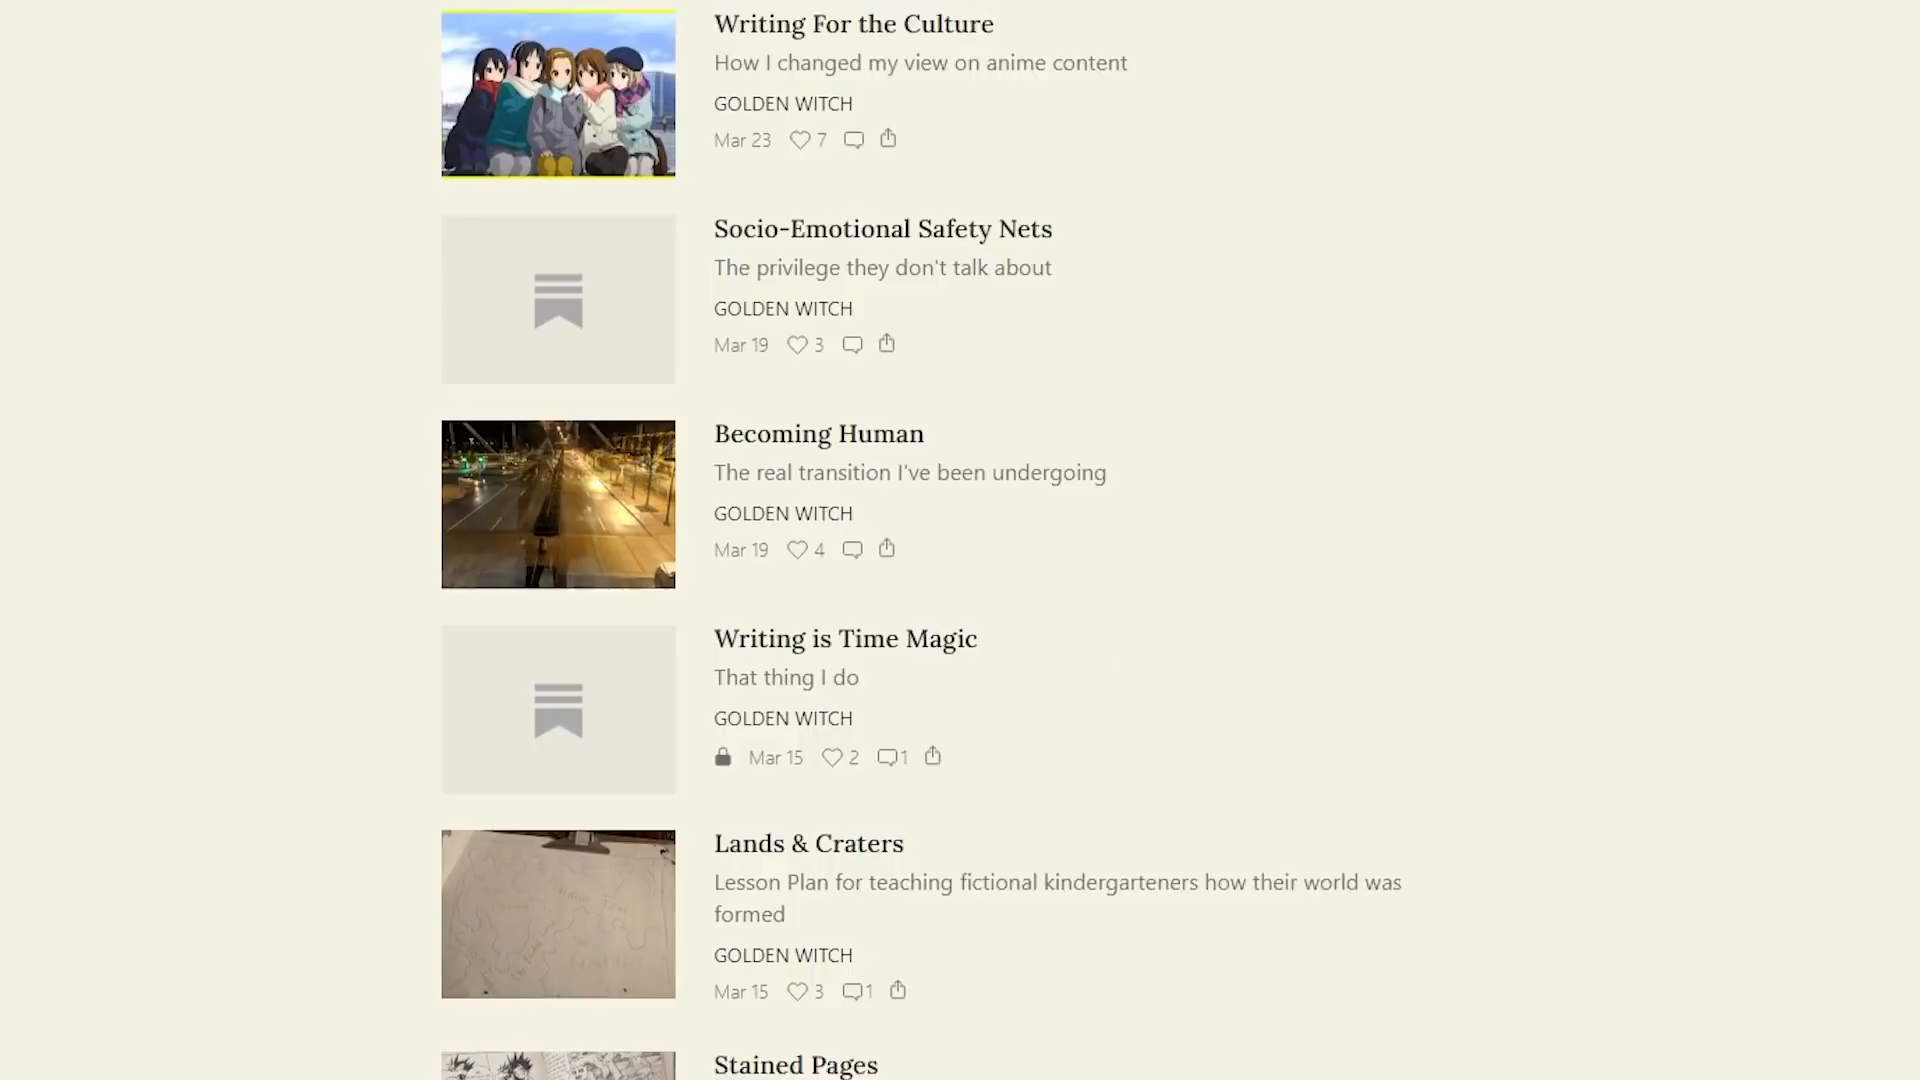 Writing For the Culture
How I changed my view on anime content
GOLDEN WITCH
Mar 23 7
Socio-Emotional Safety Nets
The privilege they don't talk about
GOLDEN WITCH
Mar 19 3
Becoming Human
The real transition I've been undergoing
GOLDEN WITCH
Mar 19 4
Writing is Time Magic
That thing I do
GOLDEN WITCH
Mar 15 2 1
Lands & Craters
Lesson Plan for teaching fictional kindergarteners how their world was
formed
GOLDEN WITCH
Mar 15 3 1
Stained Pages